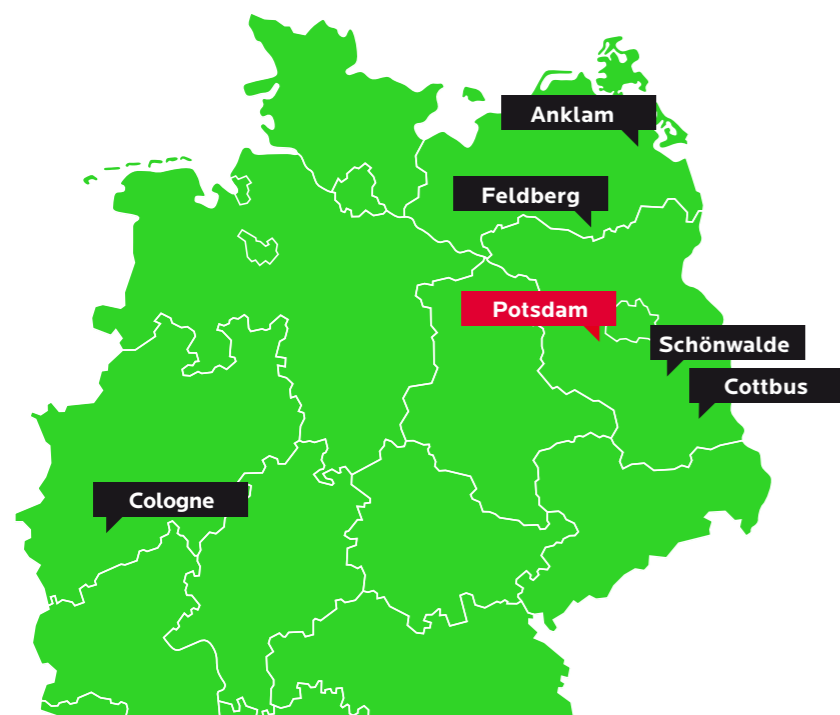 Anklam
Feldberg
Potsdam
Schönwalde
Cottbus
Cologne